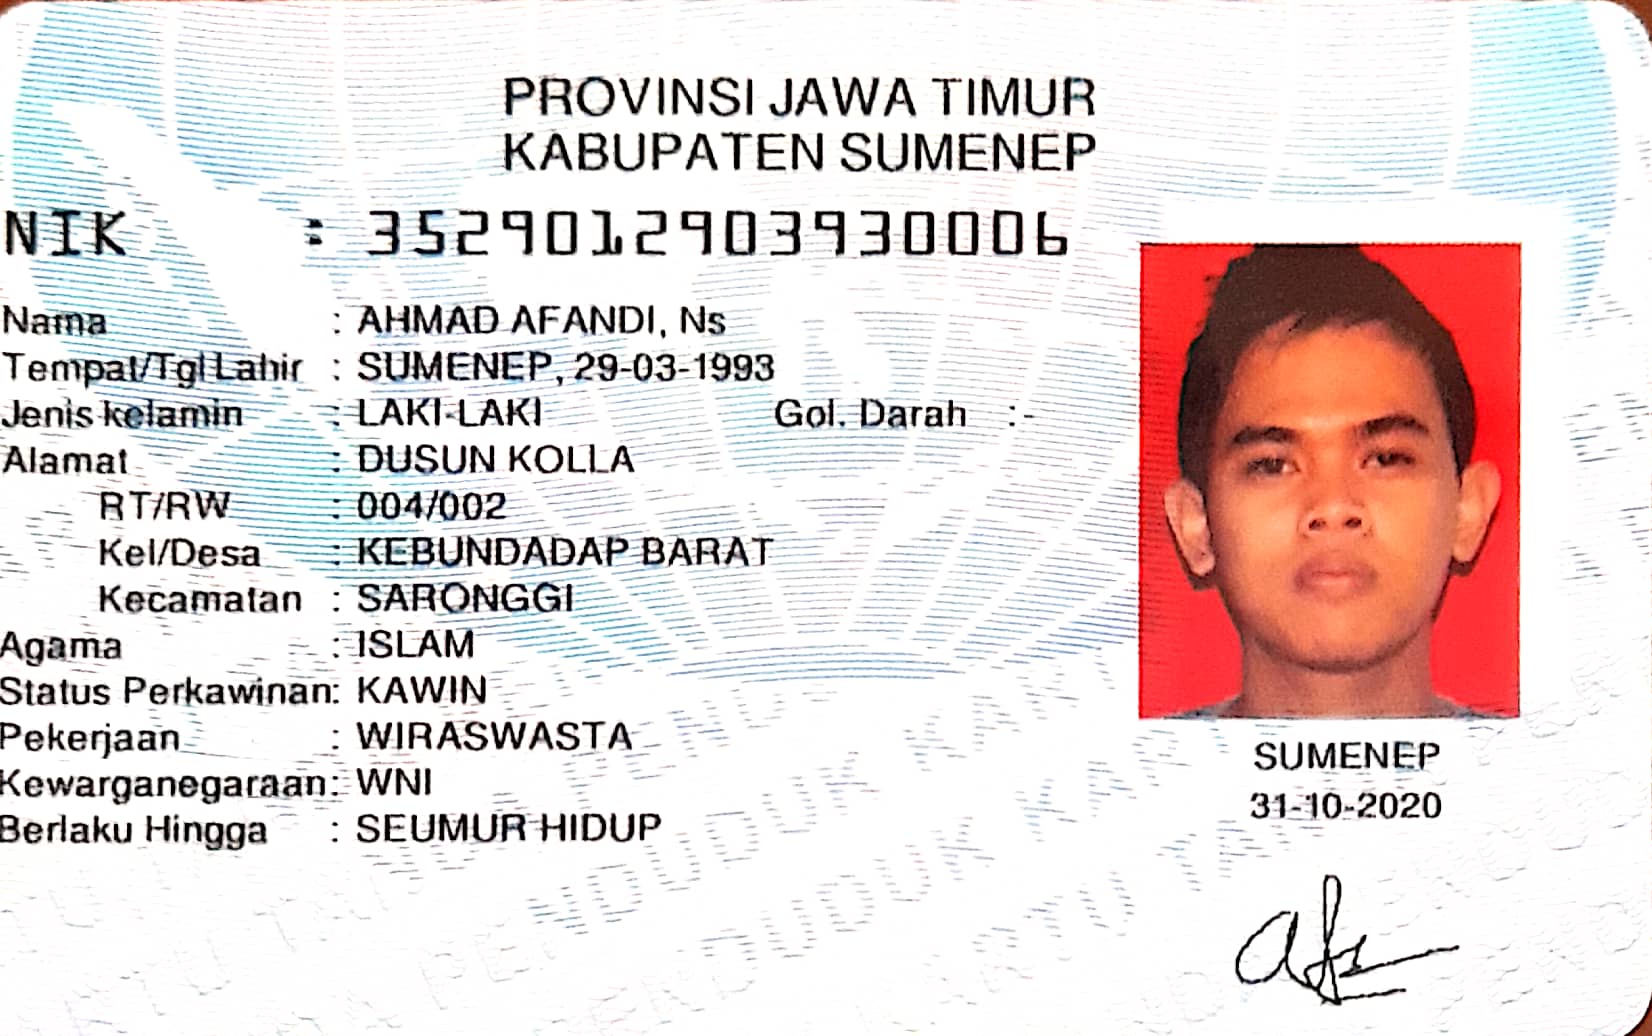 PROVINSI JAWA TIMUR
KABUPATEN SUMENEP
NIK : 3529012903930006
Nama : AHMAD AFANDI, Ns
Tempat/Tgl Lahir : SUMENEP, 29-03-1993
Jenis kelamin : LAKI-LAKI Gol. Darah :-
Alamat : DUSUN KOLLA
RT/RW : 004/002
Kel/Desa : KEBUNDADAP BARAT
Kecamatan : SARONGGI
Agama : ISLAM
Status Perkawinan: KAWIN
Pekerjaan : WIRASWASTA
Kewarganegaraan: WNI
Berlaku Hingga : SEUMUR HIDUP
SUMENEP
31-10-2020